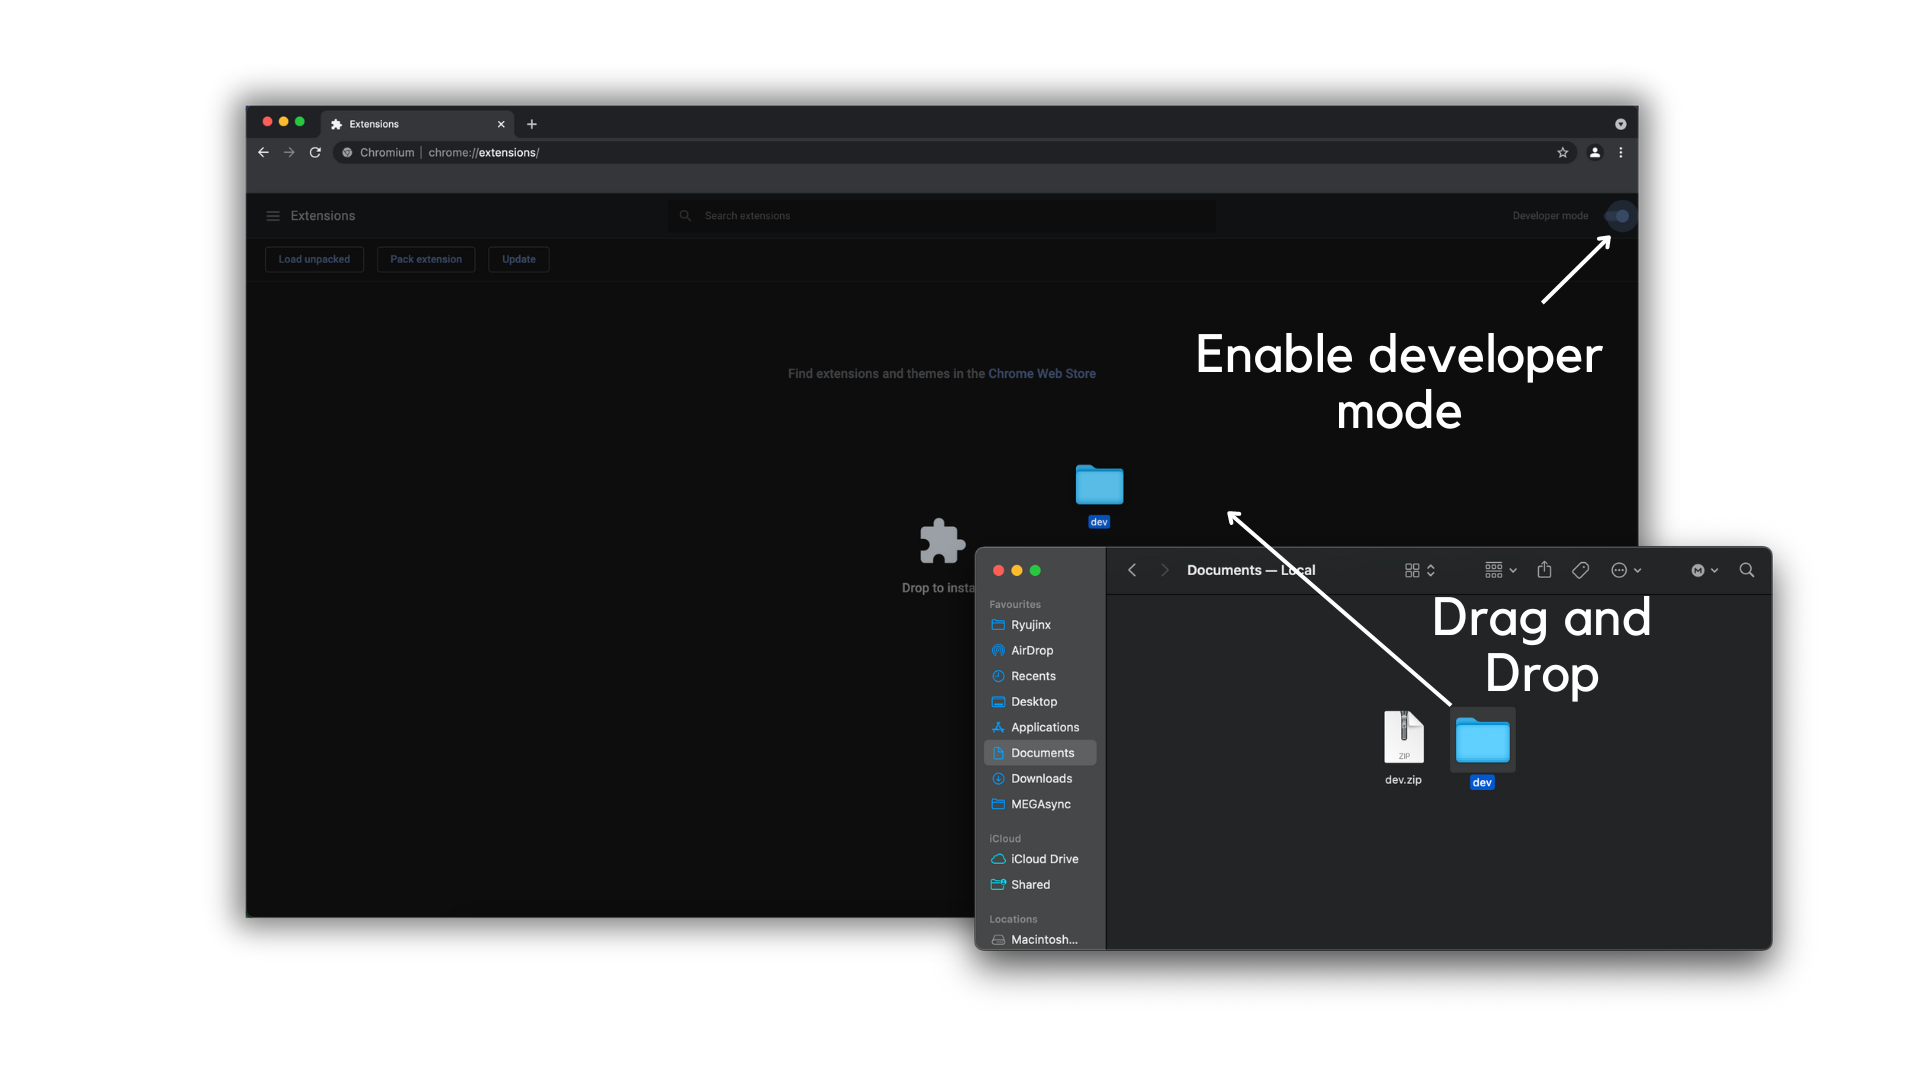 Extensions
Chromium | chrome://extensions/
Extensions
Search extensions
Developer mode
Load unpacked
Pack extension
Update
Enable developer
mode
Find extensions and themes in the Chrome Web Store
dev
Drop to insta
Documents — Local
Drag and
Drop
Favourites
Ryujinx
AirDrop
Recents
Desktop
Applications
Documents
Downloads
MEGAsync
iCloud
iCloud Drive
Shared
Locations
Macintosh...
M
ZIP
dev.zip
dev